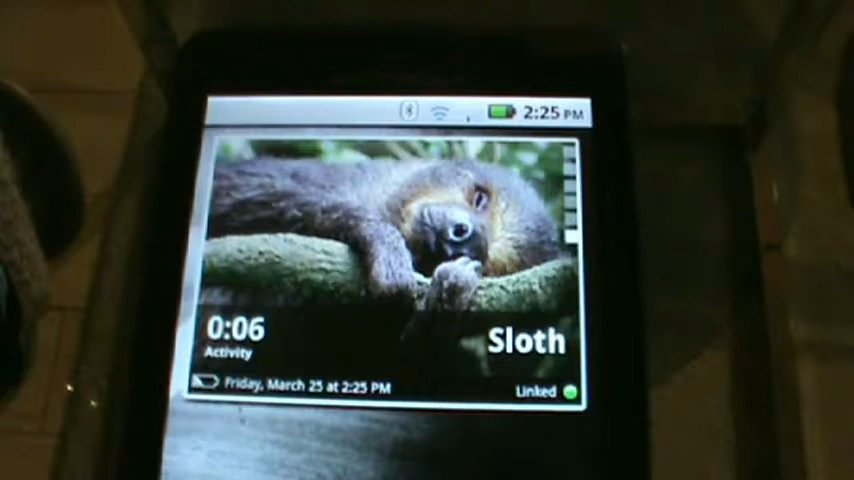 2:25 PM
0:06
Activity
Sloth
Friday, March 25 at 2:25 PM
Linked